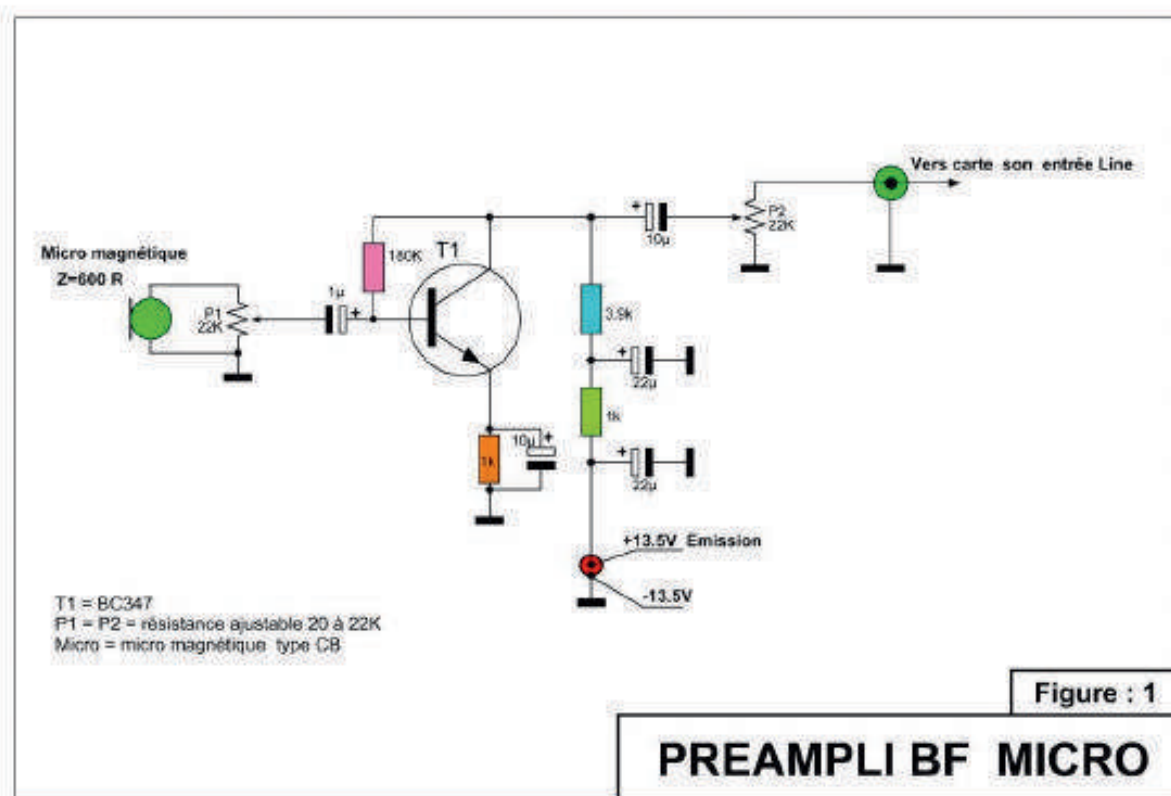 Vers carte son entrée Line
P2
22K
10µ
Micro magnétique
Z=600 R
180K
T1
1µ
P1
22K
3.9k
22µ
1k
10µ
1k
22µ
+13.5V Emission
-13.5V
T1 = BC347
P1 = P2 = résistance ajustable 20 à 22K
Micro = micro magnétique type CB
Figure : 1
PREAMPLI BF MICRO